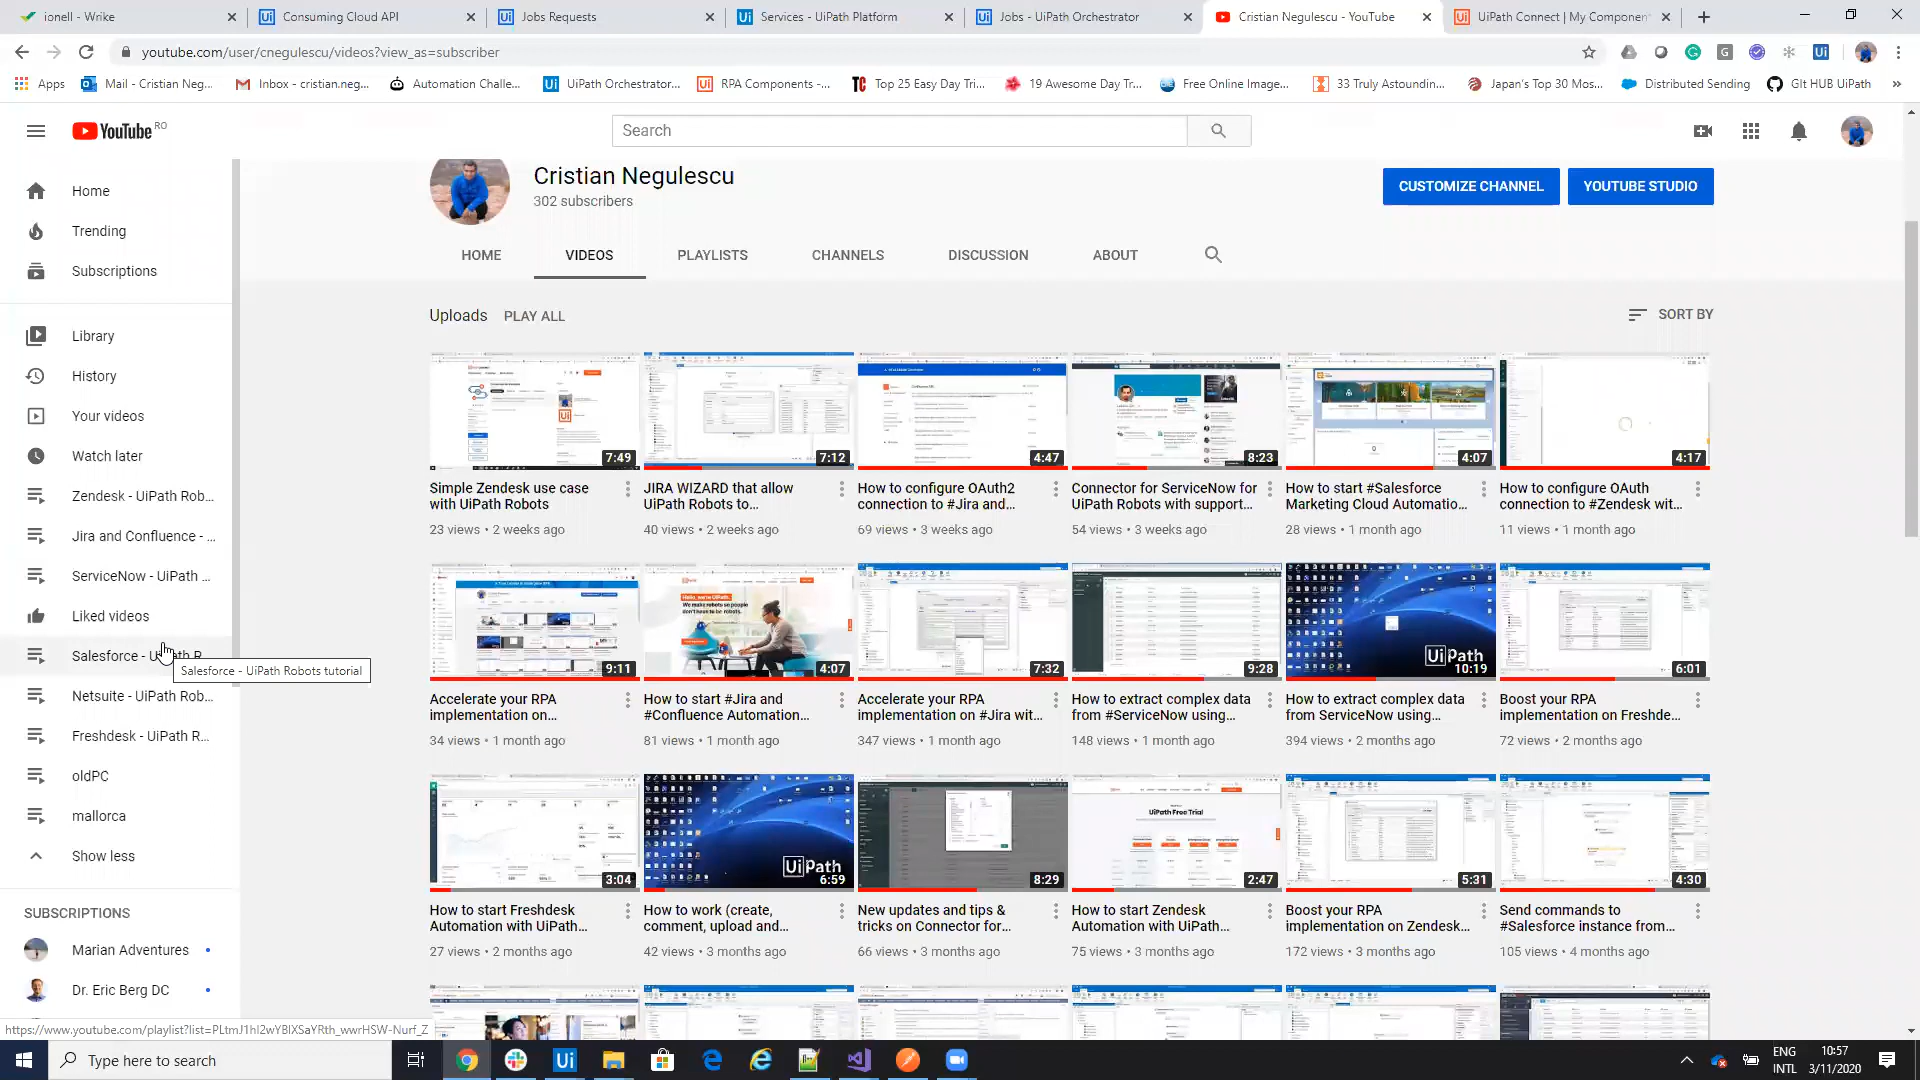 ionell - Wrike
Consuming Cloud API
Jobs Requests
Services - UiPath Platform
Jobs - UiPath Orchestrator
Cristian Negulescu - YouTube
UiPath Connect | My Componen
youtube.com/user/cnegulescu/videos?view_as=subscriber
Apps
Mail - Cristian Neg...
Inbox - cristian.neg...
Automation Challe...
UiPath Orchestrator...
RPA Components -...
Top 25 Easy Day Tri...
19 Awesome Day Tr...
Free Online Image...
33 Truly Astoundin...
Japan's Top 30 Mos...
Distributed Sending
GIt HUB UiPath
YouTube RO
Search
Home
Trending
Subscriptions
Library
History
Your videos
Watch later
Zendesk - UiPath Rob...
Jira and Confluence - ...
ServiceNow - UiPath ...
Liked videos
Salesforce - UiPath R
Salesforce - UiPath Robots tutorial
Netsuite - UiPath Rob...
Freshdesk - UiPath R...
oldPC
mallorca
Show less
SUBSCRIPTIONS
Marian Adventures
Dr. Eric Berg DC
Cristian Negulescu
302 subscribers
CUSTOMIZE CHANNEL
YOUTUBE STUDIO
HOME
VIDEOS
PLAYLISTS
CHANNELS
DISCUSSION
ABOUT
Uploads PLAY ALL
SORT BY
7:49
7:12
4:47
8:23
4:07
4:17
Simple Zendesk use case
with UiPath Robots
23 views • 2 weeks ago
JIRA WIZARD that allow
UiPath Robots to...
40 views • 2 weeks ago
How to configure OAuth2
connection to #Jira and...
69 views • 3 weeks ago
Connector for ServiceNow for
UiPath Robots with support...
54 views • 3 weeks ago
How to start #Salesforce
Marketing Cloud Automatio...
28 views • 1 month ago
How to configure OAuth
connection to #Zendesk wit...
11 views • 1 month ago
9:11
Hello, we're UiPath.
We make robots so people
don't have to be robots.
4:07
7:32
9:28
UiPath
10:19
6:01
Accelerate your RPA
implementation on...
34 views • 1 month ago
How to start #Jira and
#Confluence Automation...
81 views • 1 month ago
Accelerate your RPA
implementation on #Jira wit...
347 views • 1 month ago
How to extract complex data
from #ServiceNow using...
148 views • 1 month ago
How to extract complex data
from ServiceNow using...
394 views • 2 months ago
Boost your RPA
implementation on Freshde...
72 views • 2 months ago
3:04
UiPath
6:59
8:29
UiPath Free Trial
2:47
5:31
4:30
How to start Freshdesk
Automation with UiPath...
27 views • 2 months ago
How to work (create,
comment, upload and...
42 views • 3 months ago
New updates and tips &
tricks on Connector for...
66 views • 3 months ago
How to start Zendesk
Automation with UiPath...
75 views • 3 months ago
Boost your RPA
implementation on Zendesk...
172 views • 3 months ago
Send commands to
#Salesforce instance from...
105 views • 4 months ago
https://www.youtube.com/playlist?list=PLtmJ1hl2wYBlXSaYRth_wwrHSW-Nurf_Z
Type here to search
ENG
INTL
10:57
3/11/2020